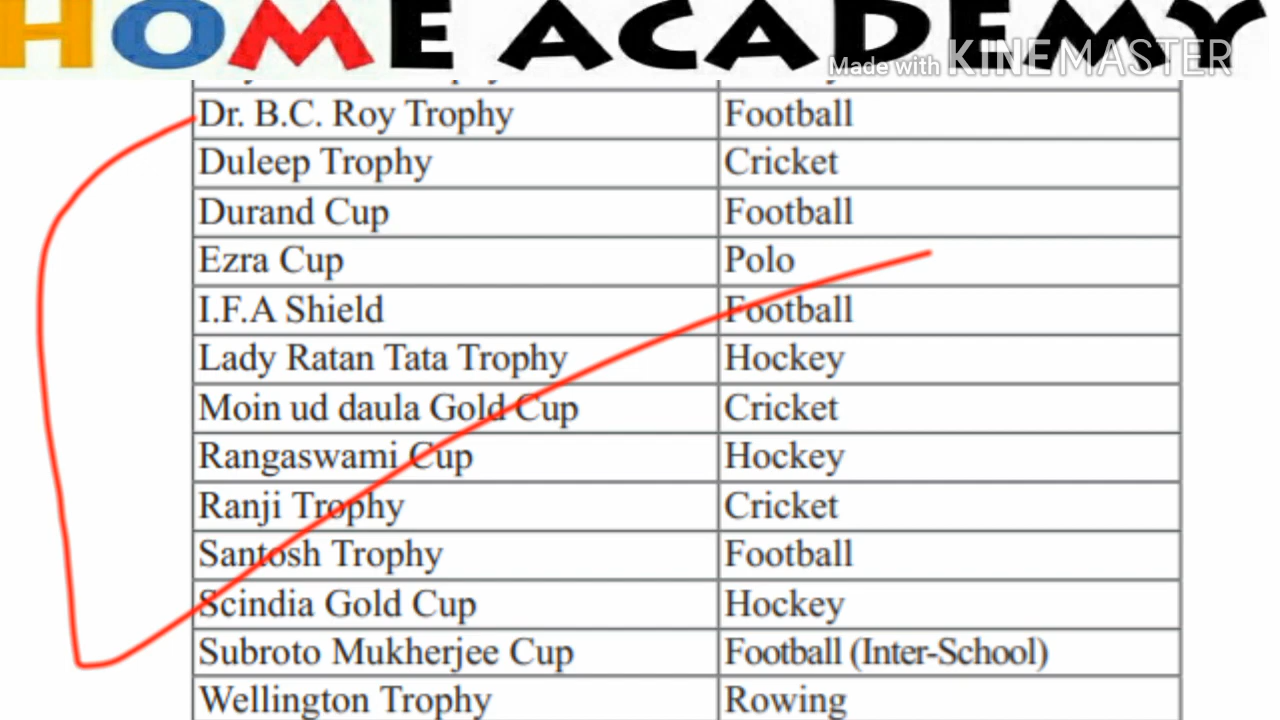 HOME ACADEMY
Made with KINEMASTER
Dr. B.C. Roy Trophy Football
Duleep Trophy Cricket
Durand Cup Football
Ezra Cup Polo
I.F.A Shield Football
Lady Ratan Tata Trophy Hockey
Moin ud daula Gold Cup Cricket
Rangaswami Cup Hockey
Ranji Trophy Cricket
Santosh Trophy Football
Scindia Gold Cup Hockey
Subroto Mukherjee Cup Football (Inter-School)
Wellington Trophy Rowing